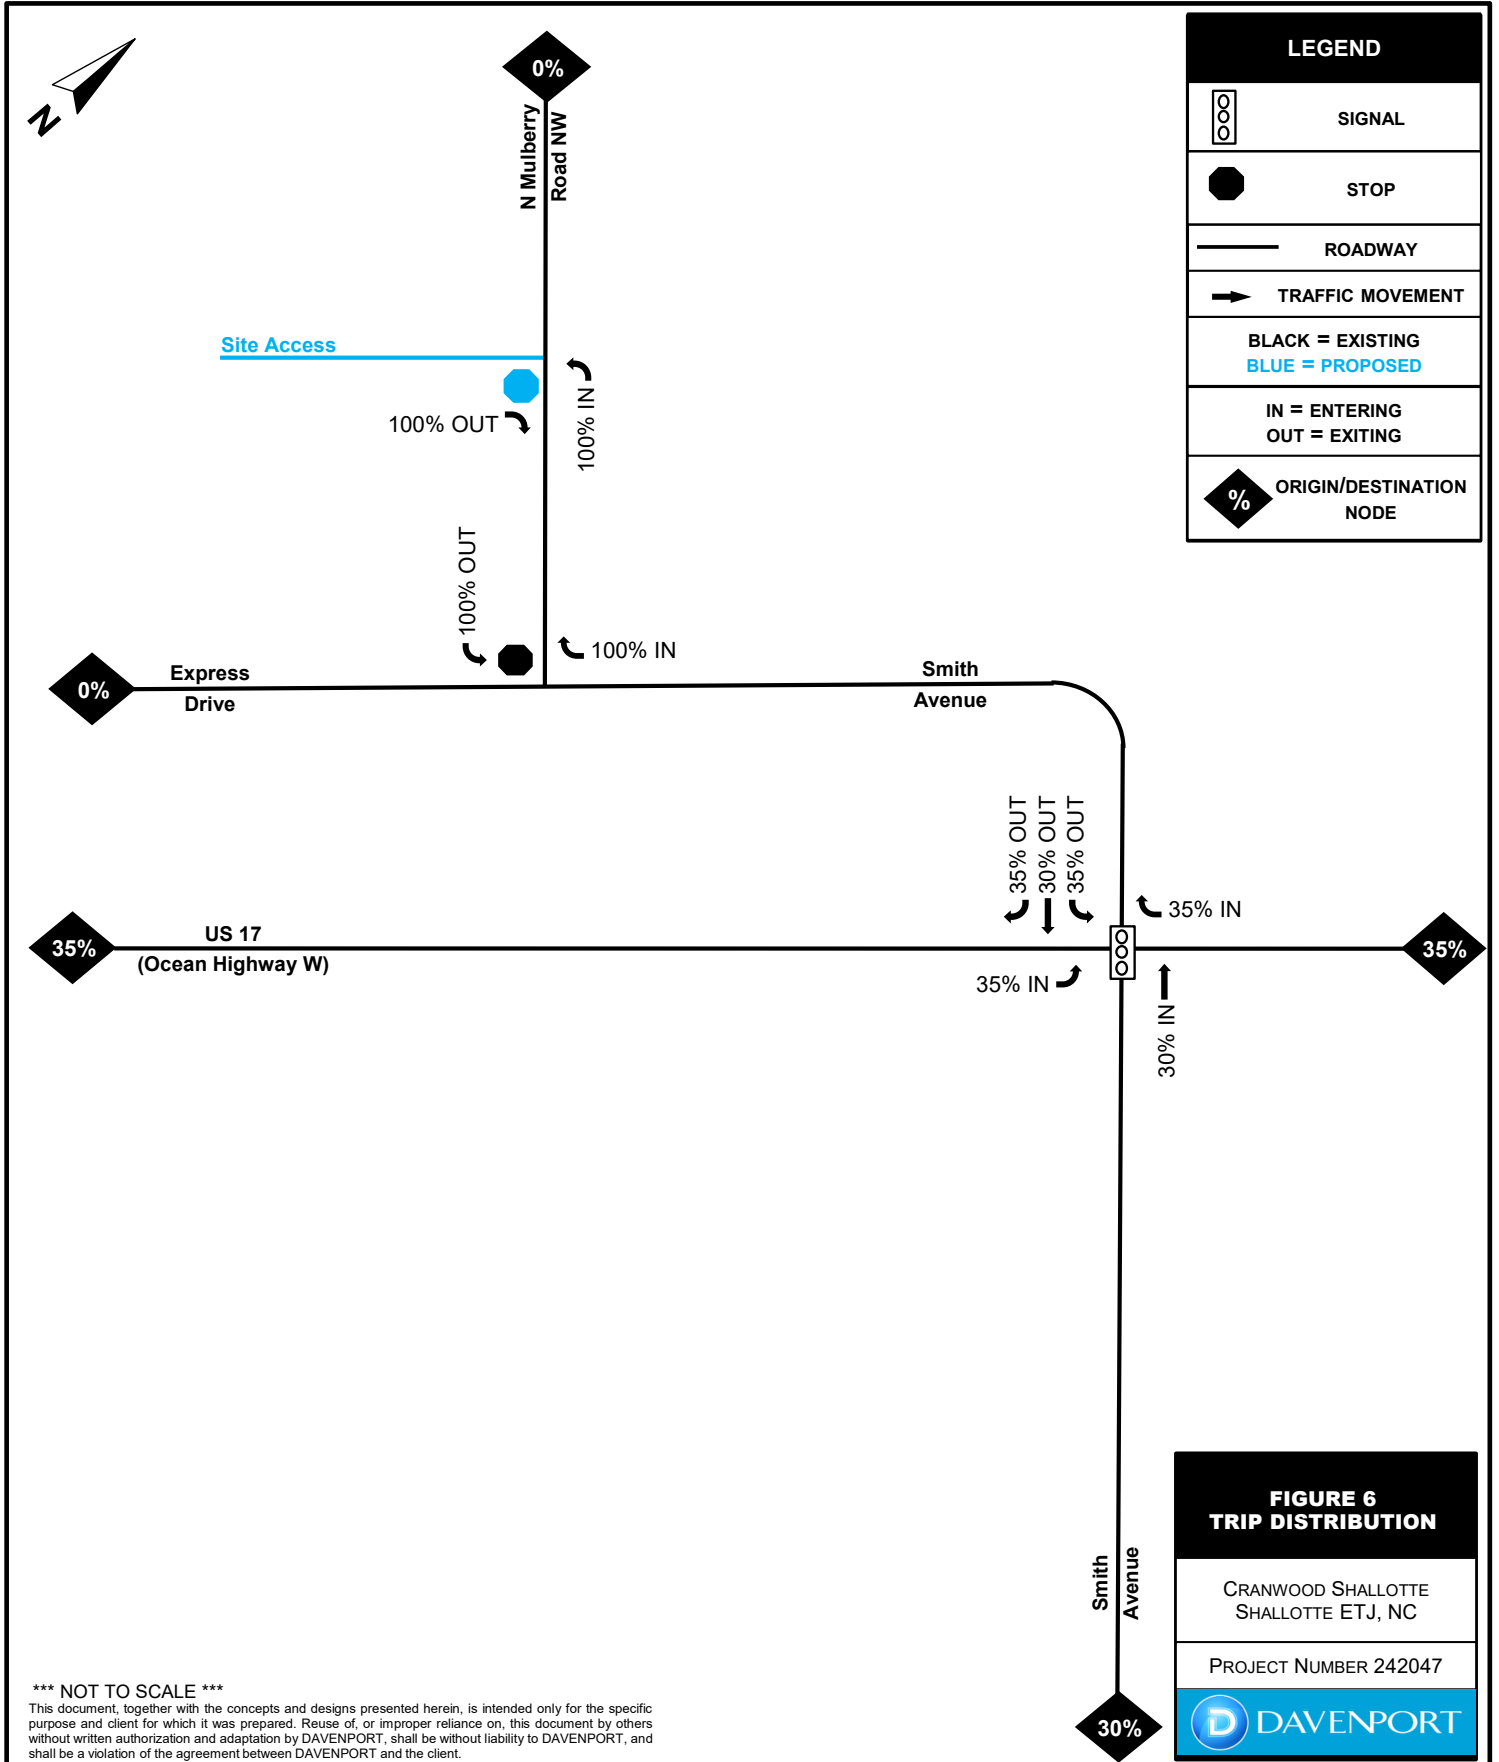 N
0%
N Mulberry
Road NW
LEGEND
SIGNAL
STOP
ROADWAY
TRAFFIC MOVEMENT
BLACK = EXISTING
BLUE = PROPOSED
IN = ENTERING
OUT = EXITING
%
ORIGIN/DESTINATION
NODE
Site Access
100% OUT
100% IN
100% OUT
100% IN
0%
Express
Drive
Smith
Avenue
35% OUT
30% OUT
35% OUT
35% IN
35%
US 17
(Ocean Highway W)
35%
35% IN
30% IN
Smith
Avenue
30%
FIGURE 6
TRIP DISTRIBUTION
CRANWOOD SHALLOTTE
SHALLOTTE ETJ, NC
PROJECT NUMBER 242047
D DAVENPORT
*** NOT TO SCALE ***
This document, together with the concepts and designs presented herein, is intended only for the specific
purpose and client for which it was prepared. Reuse of, or improper reliance on, this document by others
without written authorization and adaptation by DAVENPORT, shall be without liability to DAVENPORT, and
shall be a violation of the agreement between DAVENPORT and the client.